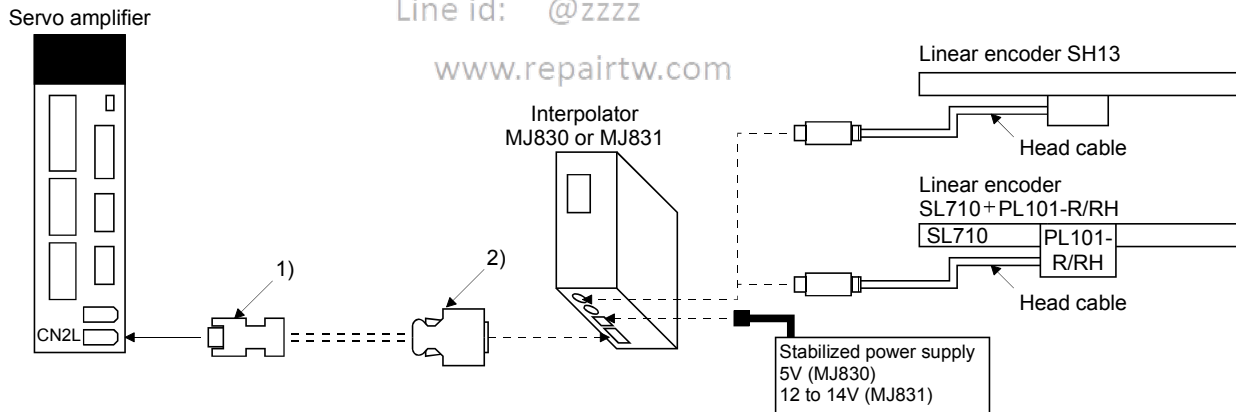 Line id: @zzzz
www.repairtw.com
Servo amplifier
CN2L
1)
2)
Interpolator
MJ830 or MJ831
Linear encoder SH13
Head cable
Linear encoder
SL710+PL101-R/RH
SL710
PL101-
R/RH
Head cable
Stabilized power supply
5V (MJ830)
12 to 14V (MJ831)